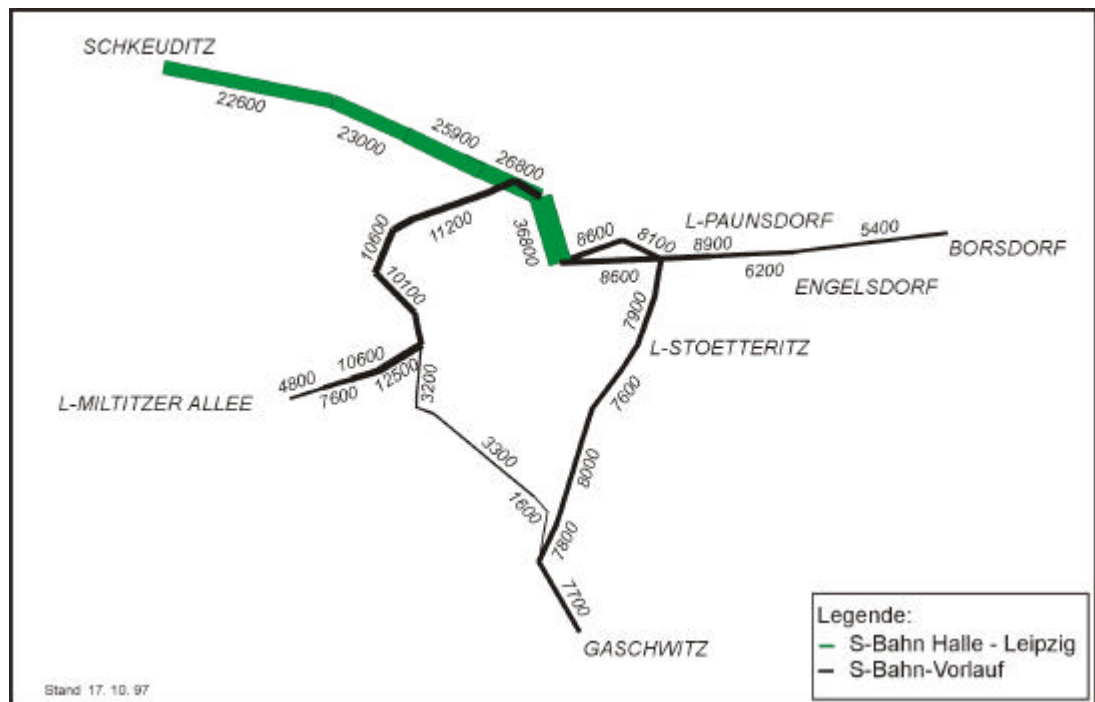 SCHKEUDITZ
22600
23000
25900
26800
36800
11200
10600
10100
L-PAUNSDORF
8600
8100
8900
5400
BORSDORF
8600
6200
ENGELSDORF
7900
L-STOETTERITZ
7600
10600
4800
12500
7600
L-MILTITZER ALLEE
3200
3300
1600
8000
7800
7700
GASCHWITZ
Legende:
S-Bahn Halle - Leipzig
S-Bahn-Vorlauf
Stand 17. 10. 97